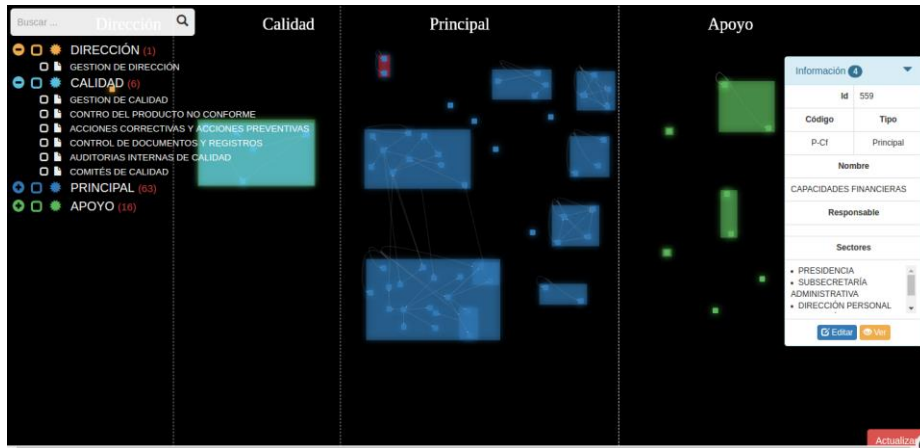 Buscar ...
Dirección
Calidad
Principal
Apoyo
DIRECCIÓN (1)
GESTION DE DIRECCIÓN
CALIDAD (6)
GESTION DE CALIDAD
CONTRO DEL PRODUCTO NO CONFORME
ACCIONES CORRECTIVAS Y ACCIONES PREVENTIVAS
CONTROL DE DOCUMENTOS Y REGISTROS
AUDITORIAS INTERNAS DE CALIDAD
COMITÉS DE CALIDAD
PRINCIPAL (63)
APOYO (16)
Información 4
Id 559
Código Tipo
P-Cf Principal
Nombre
CAPACIDADES FINANCIERAS
Responsable
Sectores
• PRESIDENCIA
• SUBSECRETARÍA
ADMINISTRATIVA
• DIRECCIÓN PERSONAL
Editar Ver
Actualizar